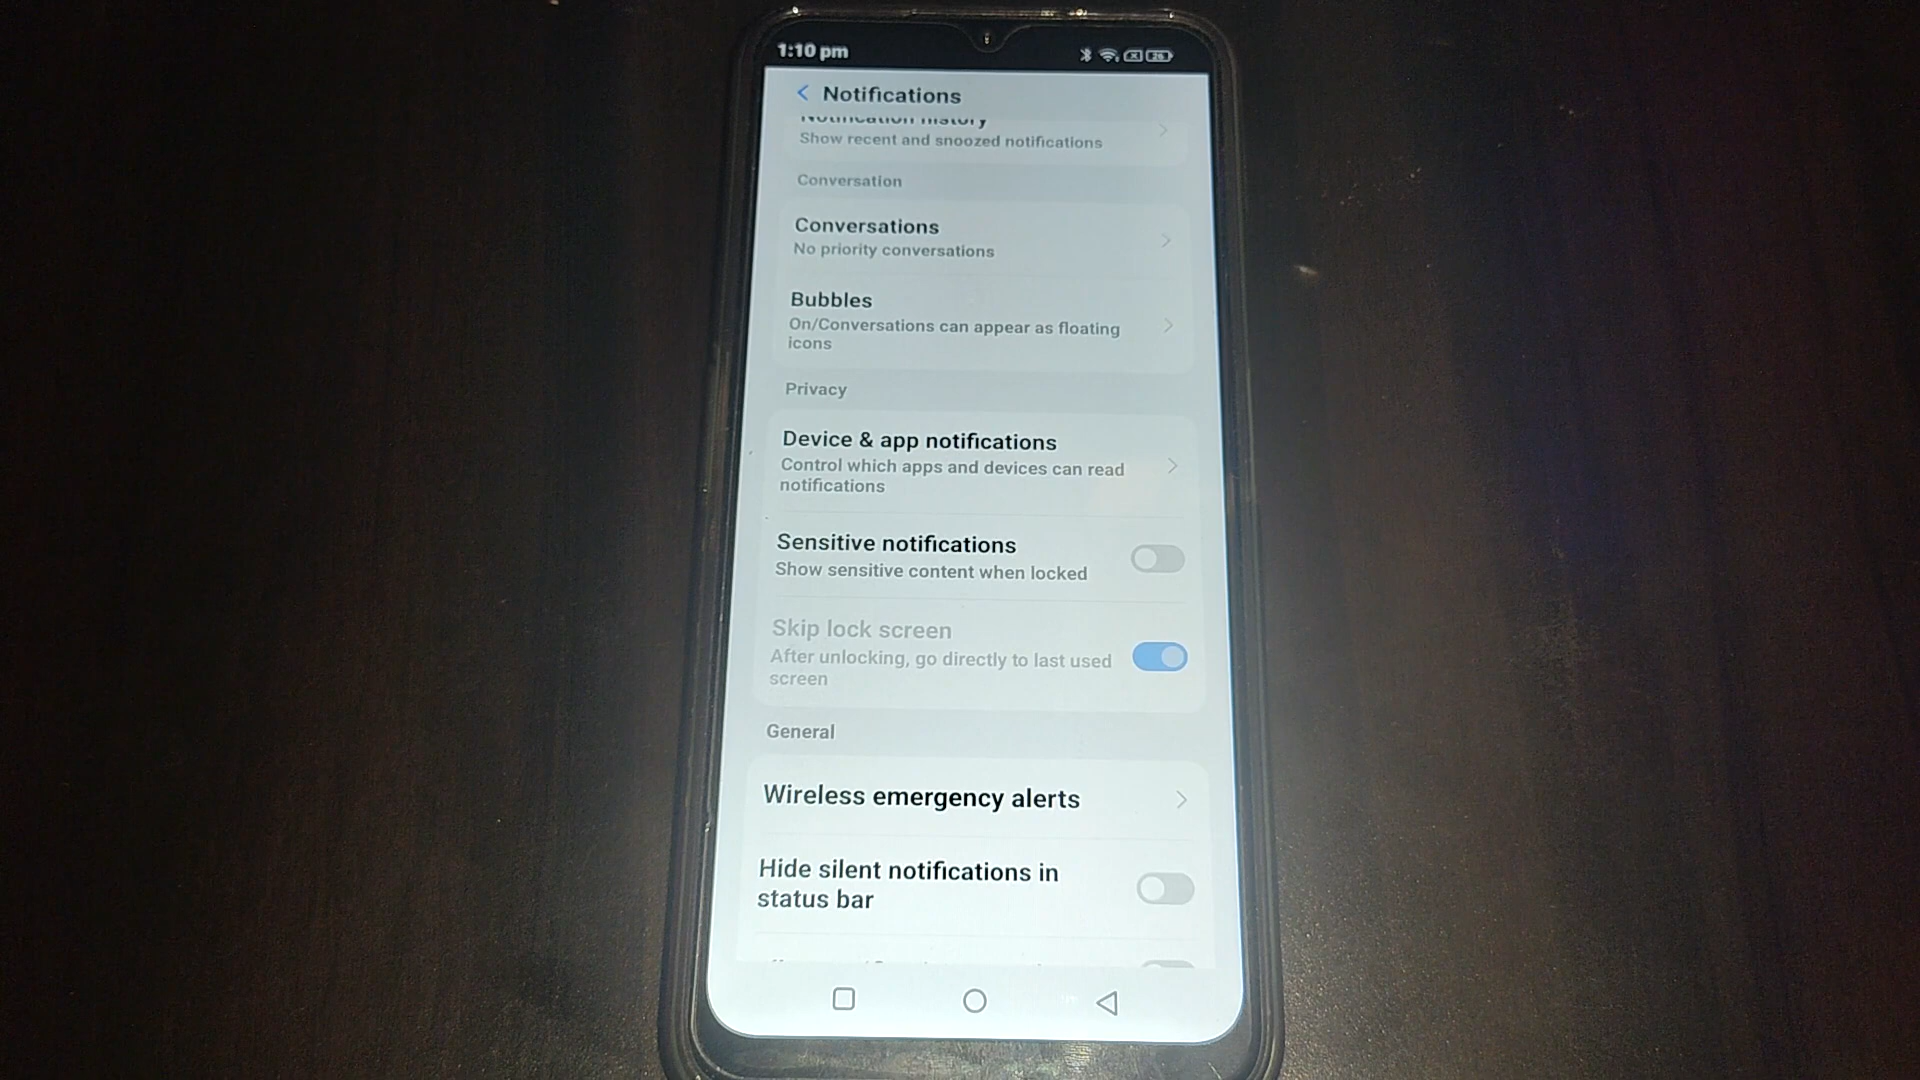 1:10 pm
26
Notifications
Notification history
Show recent and snoozed notifications
Conversation
Conversations
No priority conversations
Bubbles
On/Conversations can appear as floating
icons
Privacy
Device & app notifications
Control which apps and devices can read
notifications
Sensitive notifications
Show sensitive content when locked
Skip lock screen
After unlocking, go directly to last used
screen
General
Wireless emergency alerts
Hide silent notifications in
status bar